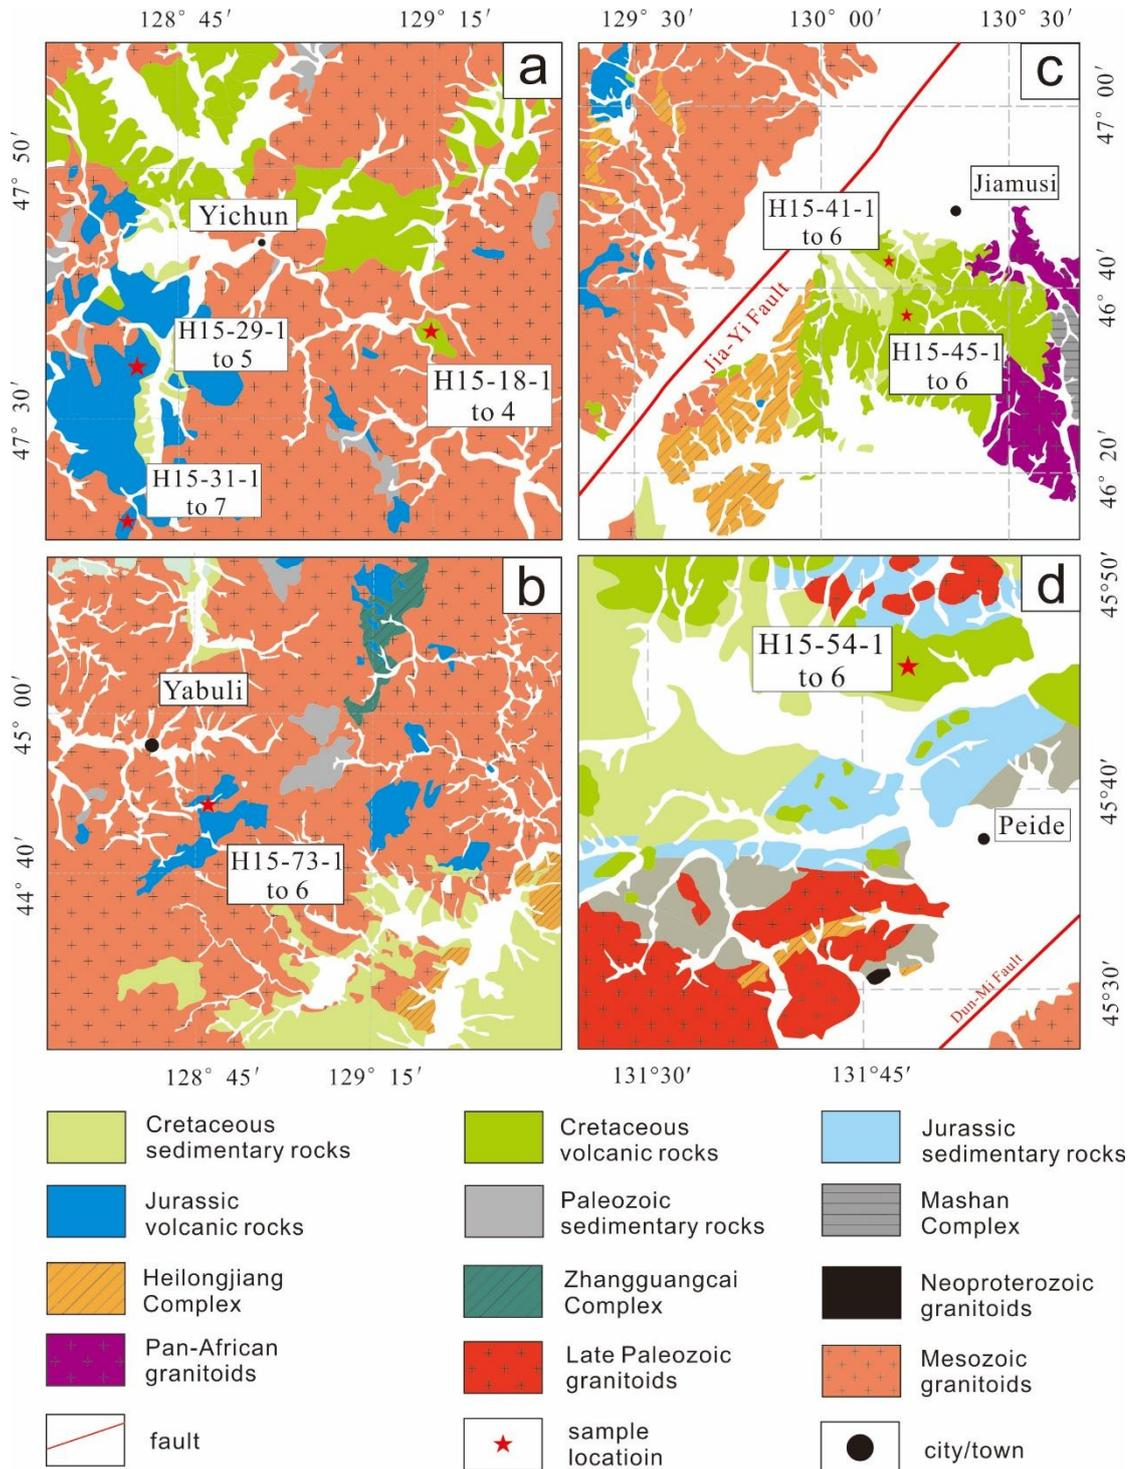 128° 45′
129° 15′
129° 30′
130° 00′
130° 30′
a
47° 50′
47° 30′
Yichun
H15-29-1
to 5
H15-18-1
to 4
H15-31-1
to 7
c
47° 00′
46° 40′
46° 20′
Jiamusi
H15-41-1
to 6
Jia-Yi Fault
H15-45-1
to 6
b
45° 00′
44° 40′
Yabuli
H15-73-1
to 6
d
45°50′
45°40′
45°30′
H15-54-1
to 6
Peide
Dun-Mi Fault
128° 45′
129° 15′
131°30′
131°45′
Cretaceous
sedimentary rocks
Cretaceous
volcanic rocks
Jurassic
sedimentary rocks
Jurassic
volcanic rocks
Paleozoic
sedimentary rocks
Mashan
Complex
Heilongjiang
Complex
Zhangguangcai
Complex
Neoproterozoic
granitoids
Pan-African
granitoids
Late Paleozoic
granitoids
Mesozoic
granitoids
fault
sample
locatioin
city/town